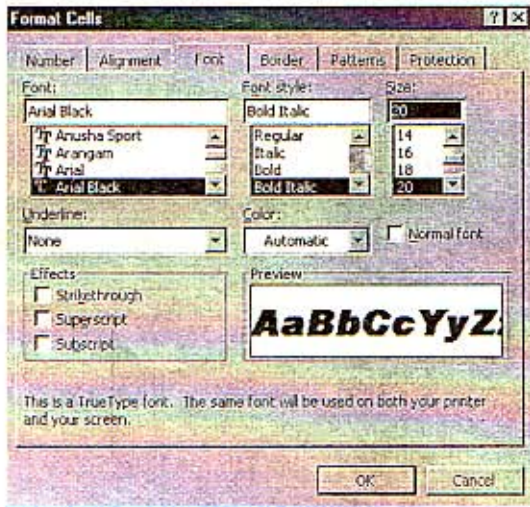 Format Cells
Number Alignment Font Border Patterns Protection
Font: Font style: Size:
Arial Black Bold Italic 20
Anusha Sport Regular 14
Arangam Italic 16
Arial Bold 18
Arial Black Bold Italic 20
Underline: Color:
None Automatic Normal font
Effects Preview
Strikethrough
Superscript
Subscript
AaBbCcYyZz
This is a TrueType font. The same font will be used on both your printer
and your screen.
OK Cancel